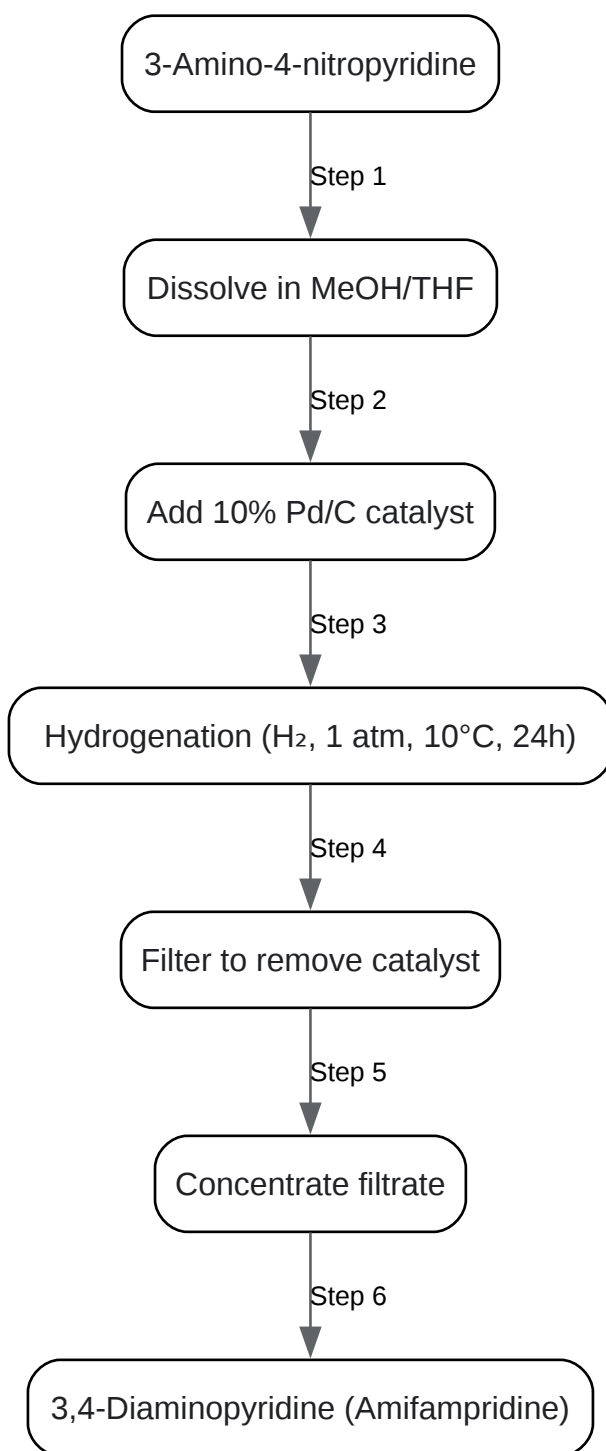 3-Amino-4-nitropyridine
Step 1
Dissolve in MeOH/THF
Step 2
Add 10% Pd/C catalyst
Step 3
Hydrogenation (H₂, 1 atm, 10°C, 24h)
Step 4
Filter to remove catalyst
Step 5
Concentrate filtrate
Step 6
3,4-Diaminopyridine (Amifampridine)